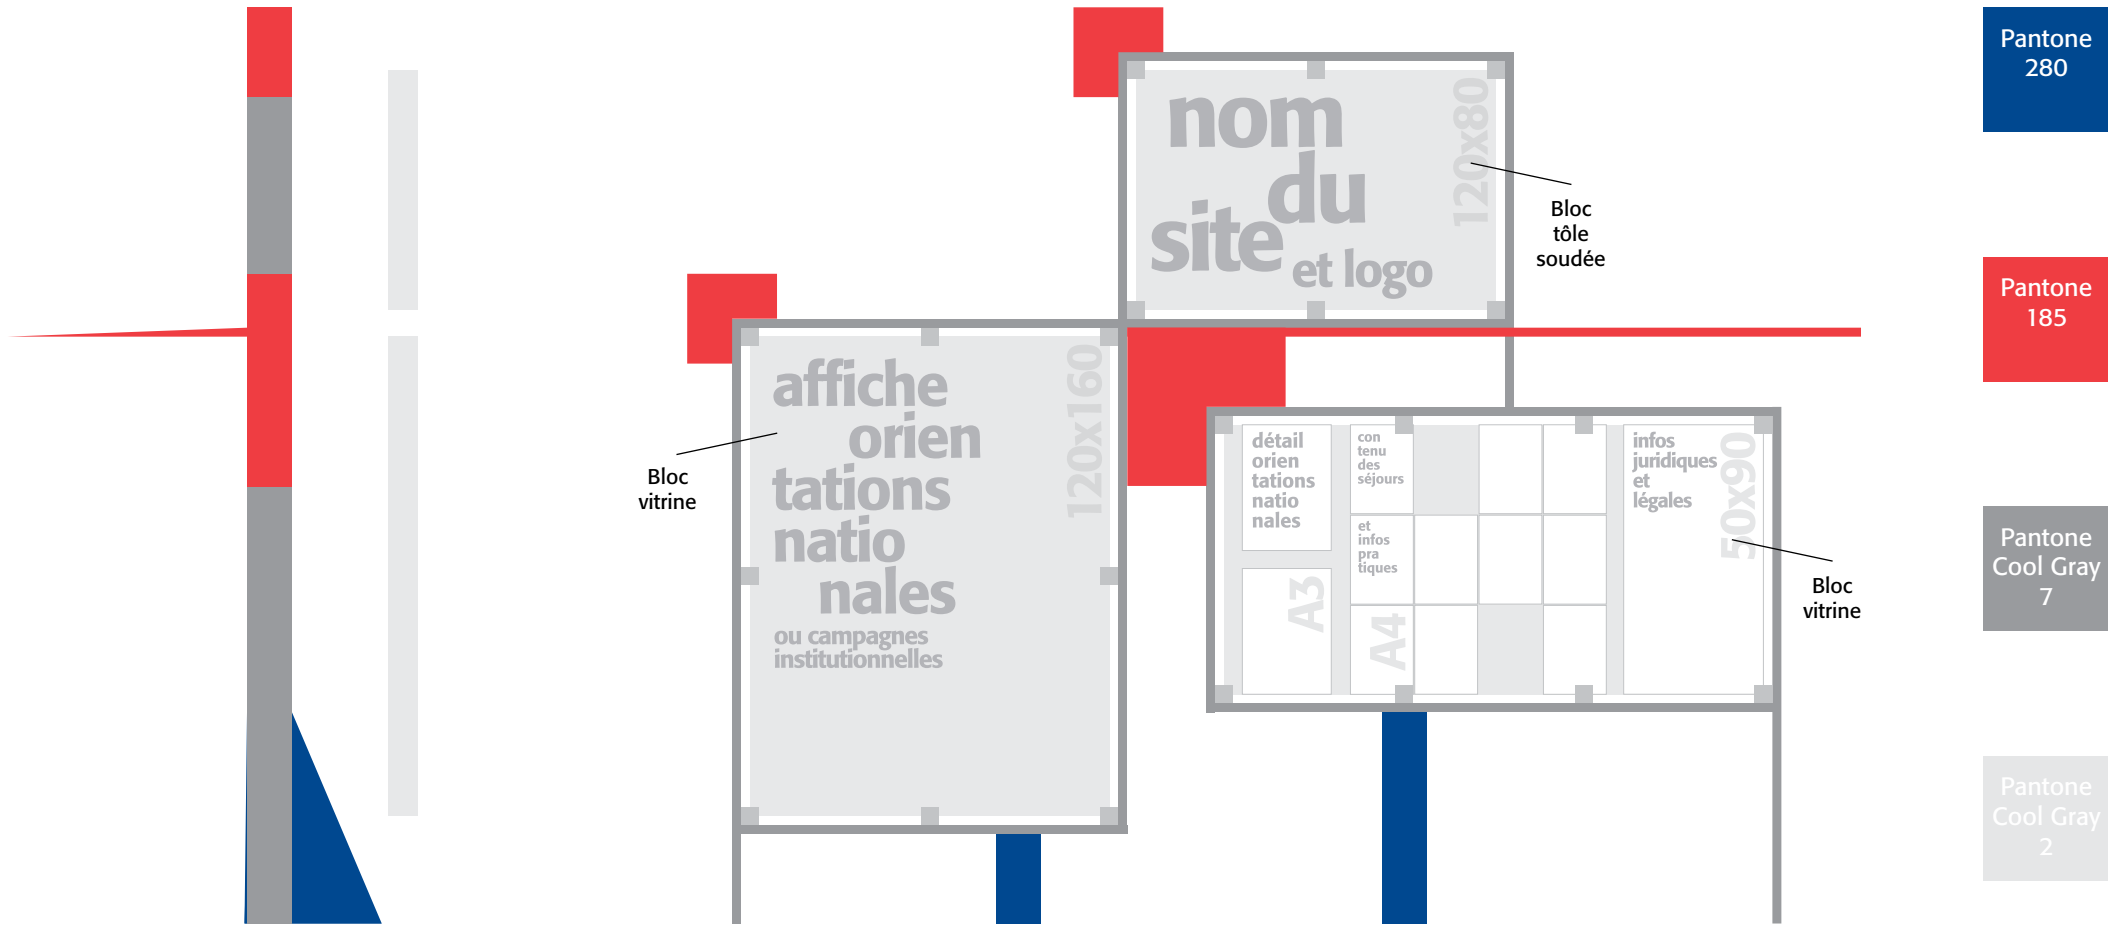 nom
du
site
et logo
120x80
Bloc
tôle
soudée
affiche
orien
tations
natio
nales
ou campagnes
institutionnelles
120x160
Bloc
vitrine
détail
orien
tations
natio
nales
A3
con
tenu
des
séjours
et
infos
pra
tiques
A4
infos
juridiques
et
légales
50x90
Bloc
vitrine
Pantone
280
Pantone
185
Pantone
Cool Gray
7
Pantone
Cool Gray
2